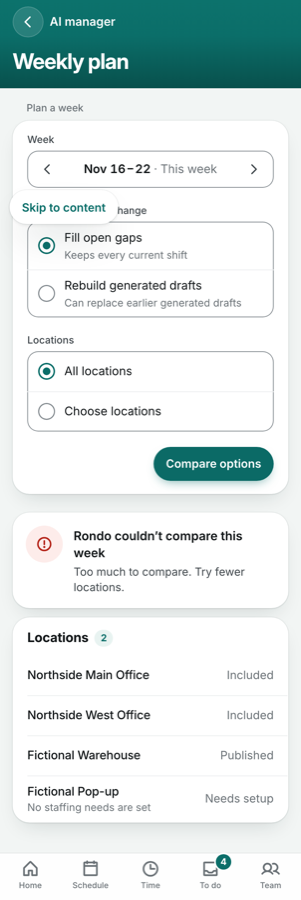 AI manager
Weekly plan
Plan a week
Week
Nov 16–22 · This week
Skip to content
hange
Fill open gaps
Keeps every current shift
Rebuild generated drafts
Can replace earlier generated drafts
Locations
All locations
Choose locations
Compare options
Rondo couldn’t compare this
week
Too much to compare. Try fewer
locations.
Locations 2
Northside Main Office Included
Northside West Office Included
Fictional Warehouse Published
Fictional Pop-up Needs setup
No staffing needs are set
4
Home Schedule Time To do Team